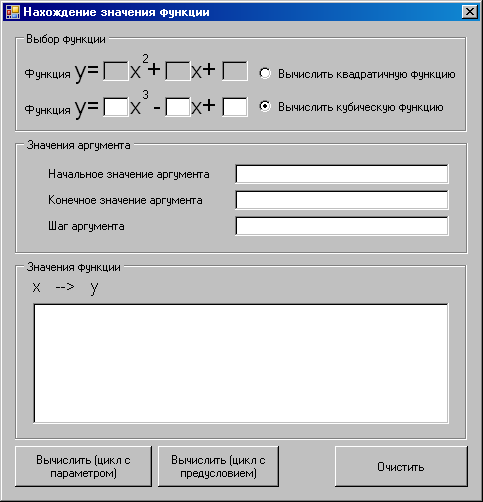 Нахождение значения функции
Выбор функции
Функция y= x²+ x+ Вычислить квадратичную функцию
Функция y= x³ - x+ Вычислить кубическую функцию
Значения аргумента
Начальное значение аргумента
Конечное значение аргумента
Шаг аргумента
Значения функции
x --> y
Вычислить (цикл с параметром)
Вычислить (цикл с предусловием)
Очистить